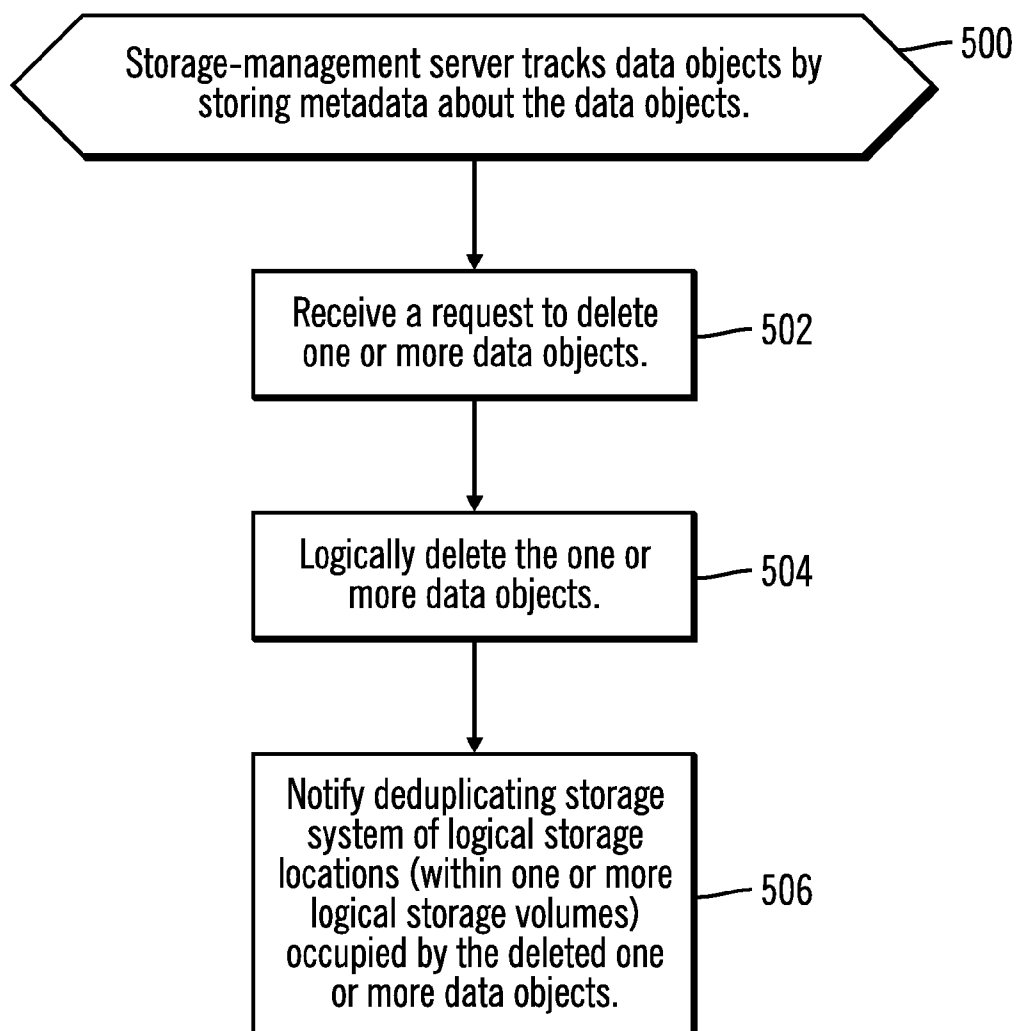 Storage-management server tracks data objects by
storing metadata about the data objects.
500
Receive a request to delete
one or more data objects.
502
Logically delete the one or
more data objects.
504
Notify deduplicating storage
system of logical storage
locations (within one or more
logical storage volumes)
occupied by the deleted one
or more data objects.
506